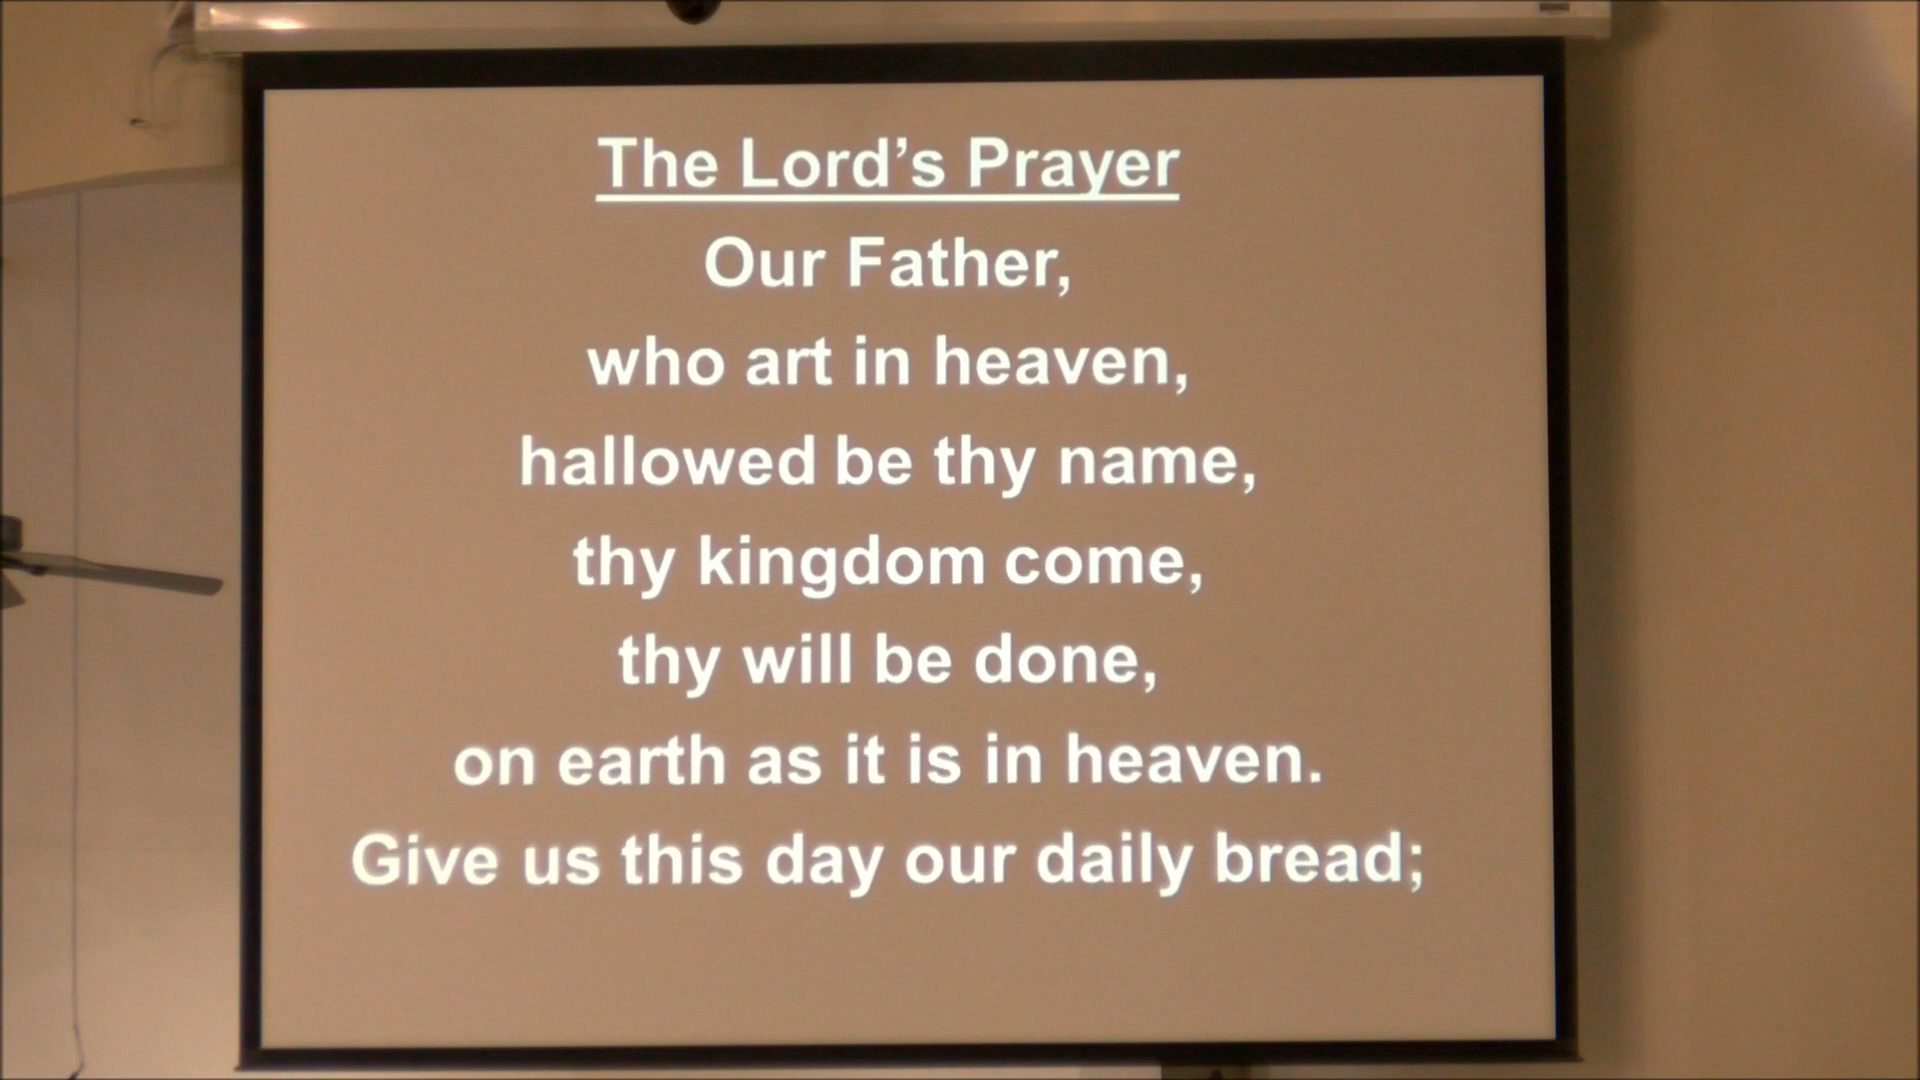 The Lord’s Prayer
Our Father,
who art in heaven,
hallowed be thy name,
thy kingdom come,
thy will be done,
on earth as it is in heaven.
Give us this day our daily bread;